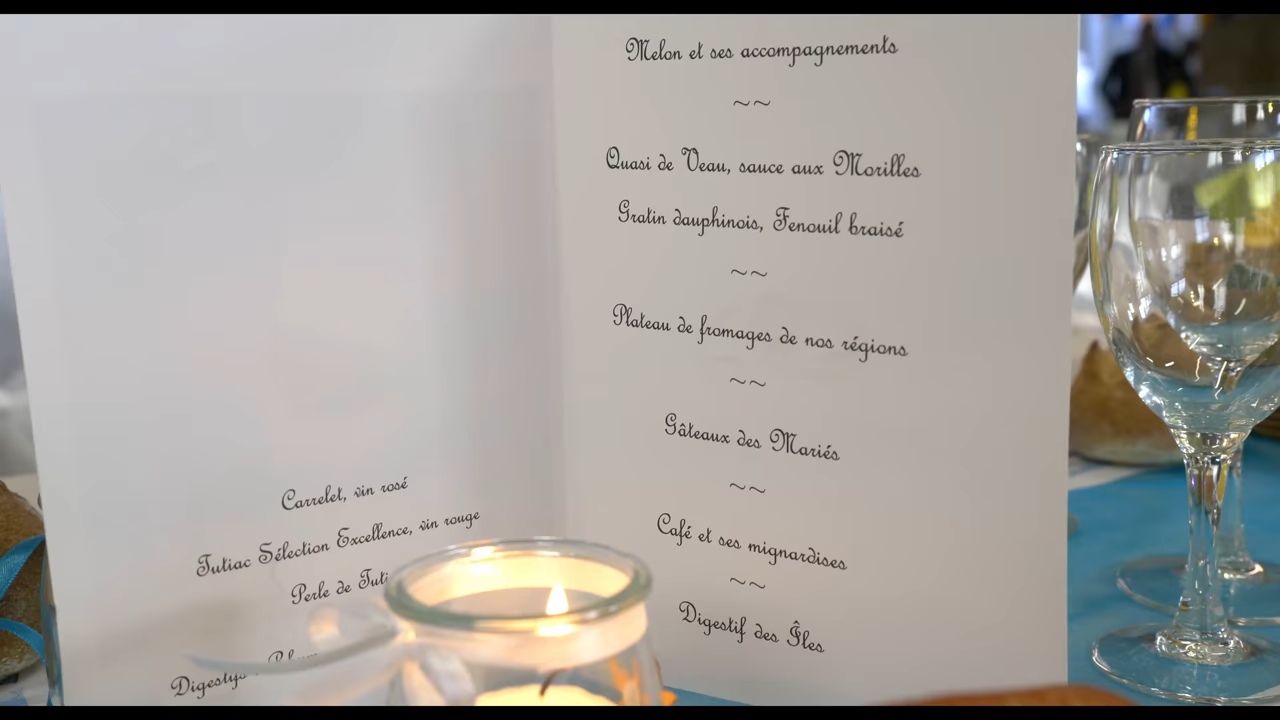 Carrelet, vin rosé
Tutiac Sélection Excellence, vin rouge
Perle de
Melon et ses accompagnements
~~
Quasi de Veau, sauce aux Morilles
Gratin dauphinois, Fenouil braisé
~~
Plateau de fromages de nos régions
~~
Gâteaux des Mariés
~~
Café et ses mignardises
~~
Digestif des Îles